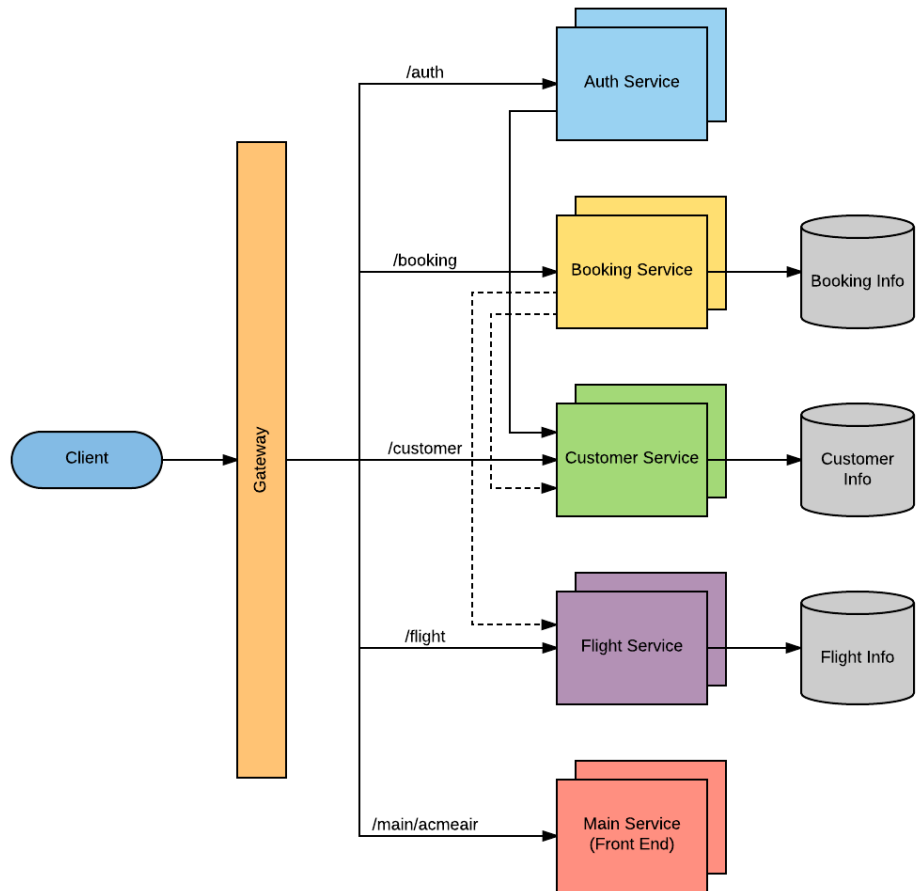 /auth
Auth Service
/booking
Booking Service
Booking Info
Client
Gateway
/customer
Customer Service
Customer
Info
/flight
Flight Service
Flight Info
/main/acmeair
Main Service
(Front End)